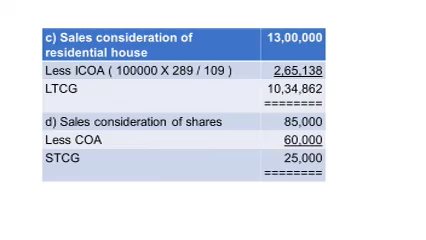 c) Sales consideration of 13,00,000
residential house
Less ICOA ( 100000 X 289 / 109 ) 2,65,138
LTCG 10,34,862
========
d) Sales consideration of shares 85,000
Less COA 60,000
STCG 25,000
========